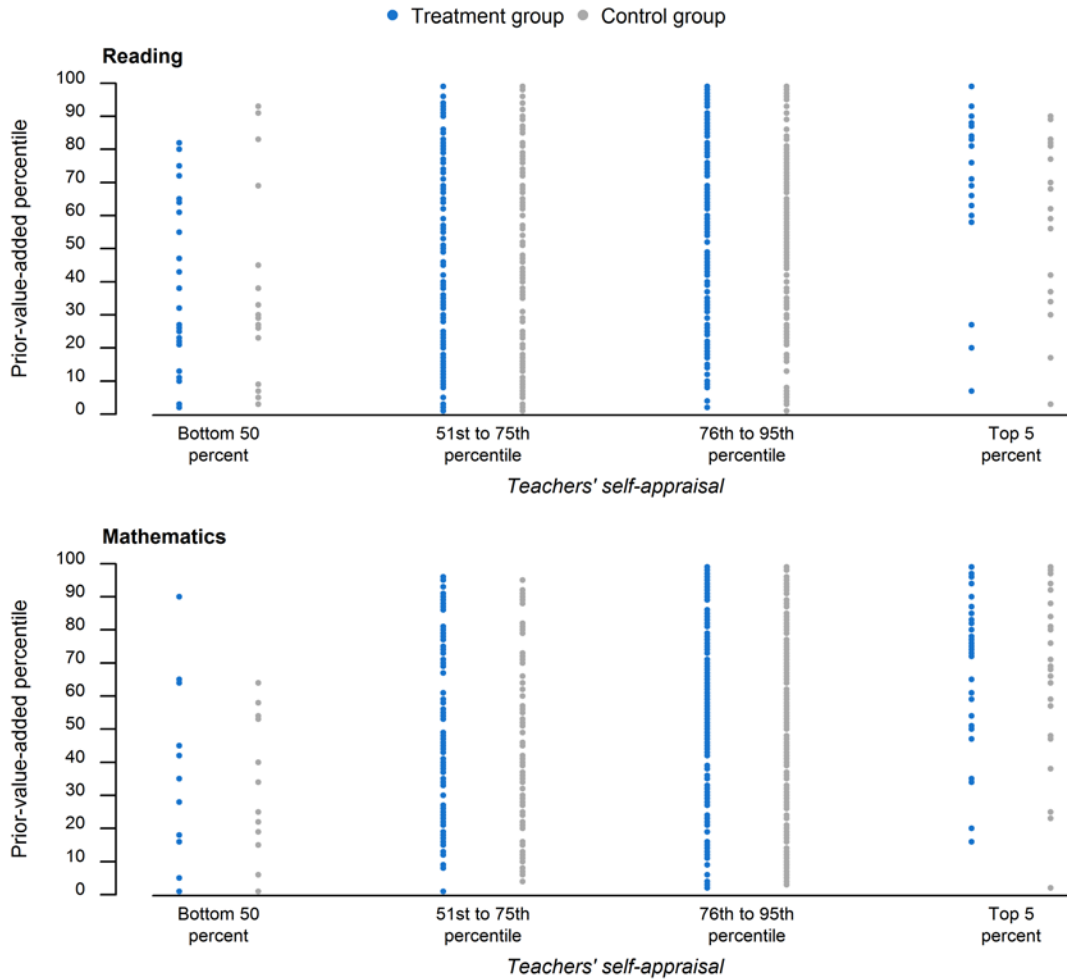 Treatment group Control group
Reading
Prior-value-added percentile
100
90
80
70
60
50
40
30
20
10
0
Bottom 50 percent
51st to 75th percentile
76th to 95th percentile
Top 5 percent
Teachers' self-appraisal
Mathematics
Prior-value-added percentile
100
90
80
70
60
50
40
30
20
10
0
Bottom 50 percent
51st to 75th percentile
76th to 95th percentile
Top 5 percent
Teachers' self-appraisal